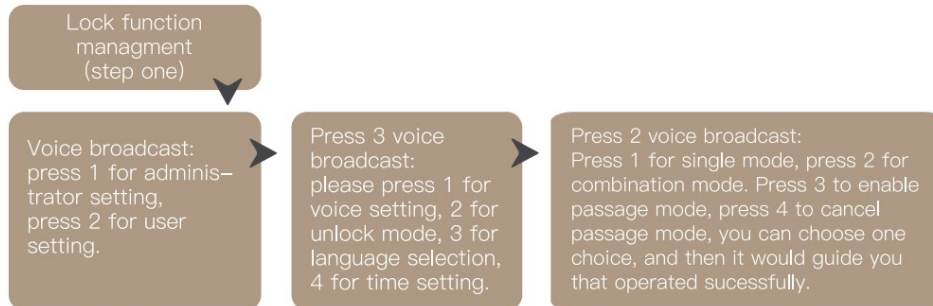 Lock function
managment
(step one)
Voice broadcast:
press 1 for adminis-
trator setting,
press 2 for user
setting.
Press 3 voice
broadcast:
please press 1 for
voice setting, 2 for
unlock mode, 3 for
language selection,
4 for time setting.
Press 2 voice broadcast:
Press 1 for single mode, press 2 for
combination mode. Press 3 to enable
passage mode, press 4 to cancel
passage mode, you can choose one
choice, and then it would guide you
that operated sucessfully.